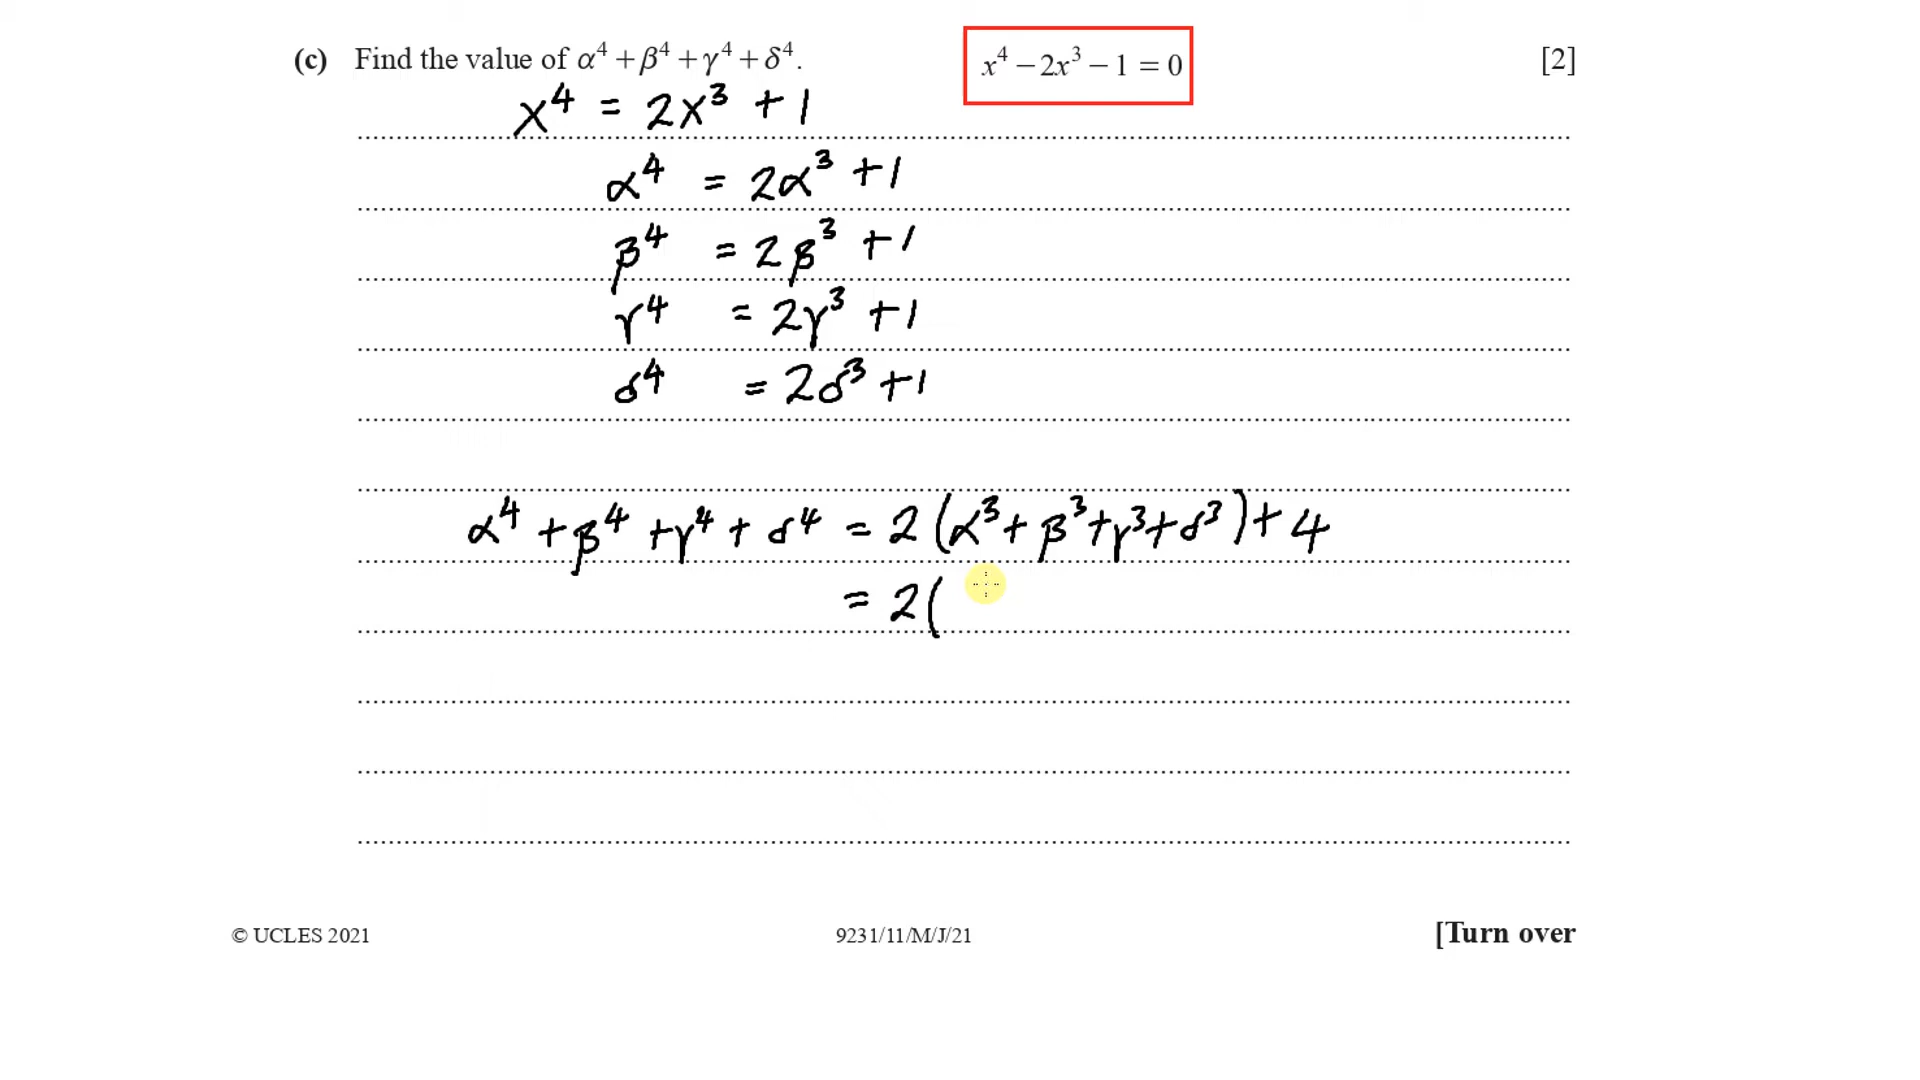 (c) Find the value of α⁴ + β⁴ + γ⁴ + δ⁴. x⁴ − 2x³ − 1 = 0 [2]
x⁴ = 2x³ + 1
α⁴ = 2α³ + 1
β⁴ = 2β³ + 1
γ⁴ = 2γ³ + 1
δ⁴ = 2δ³ + 1
α⁴ + β⁴ + γ⁴ + δ⁴ = 2(α³ + β³ + γ³ + δ³) + 4
= 2(
© UCLES 2021 9231/11/M/J/21 [Turn over